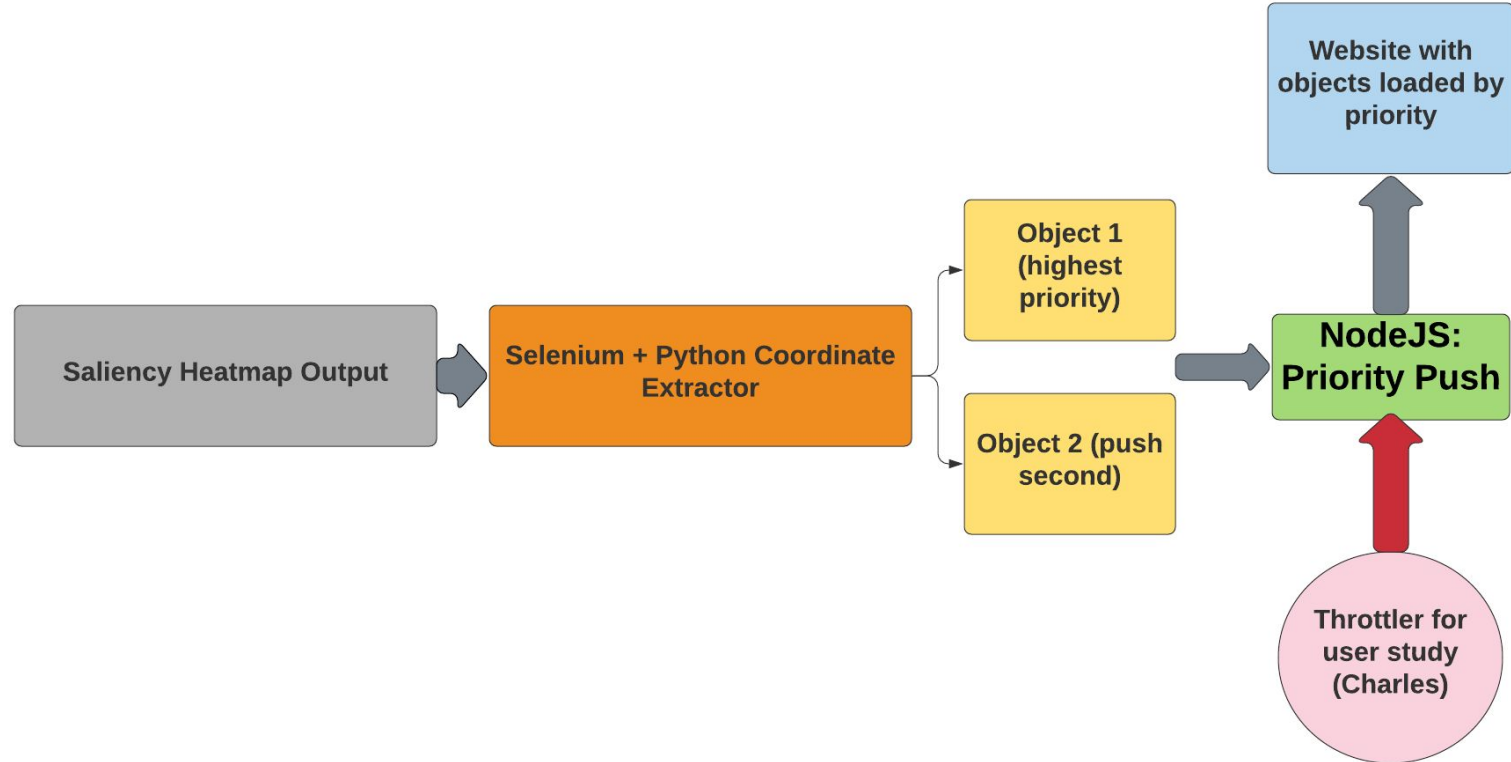 Website with
objects loaded by
priority
Object 1
(highest
priority)
Saliency Heatmap Output
Selenium + Python Coordinate
Extractor
NodeJS:
Priority Push
Object 2 (push
second)
Throttler for
user study
(Charles)